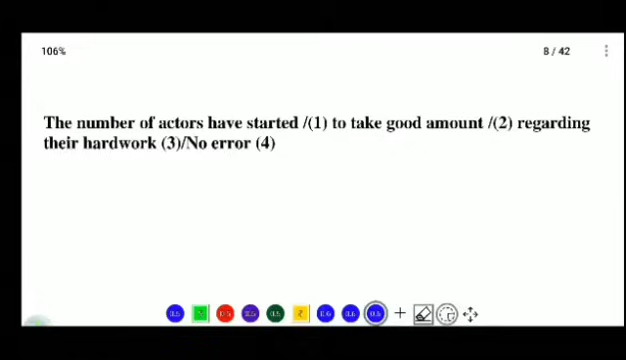 106%
8 / 42
The number of actors have started /(1) to take good amount /(2) regarding
their hardwork (3)/No error (4)